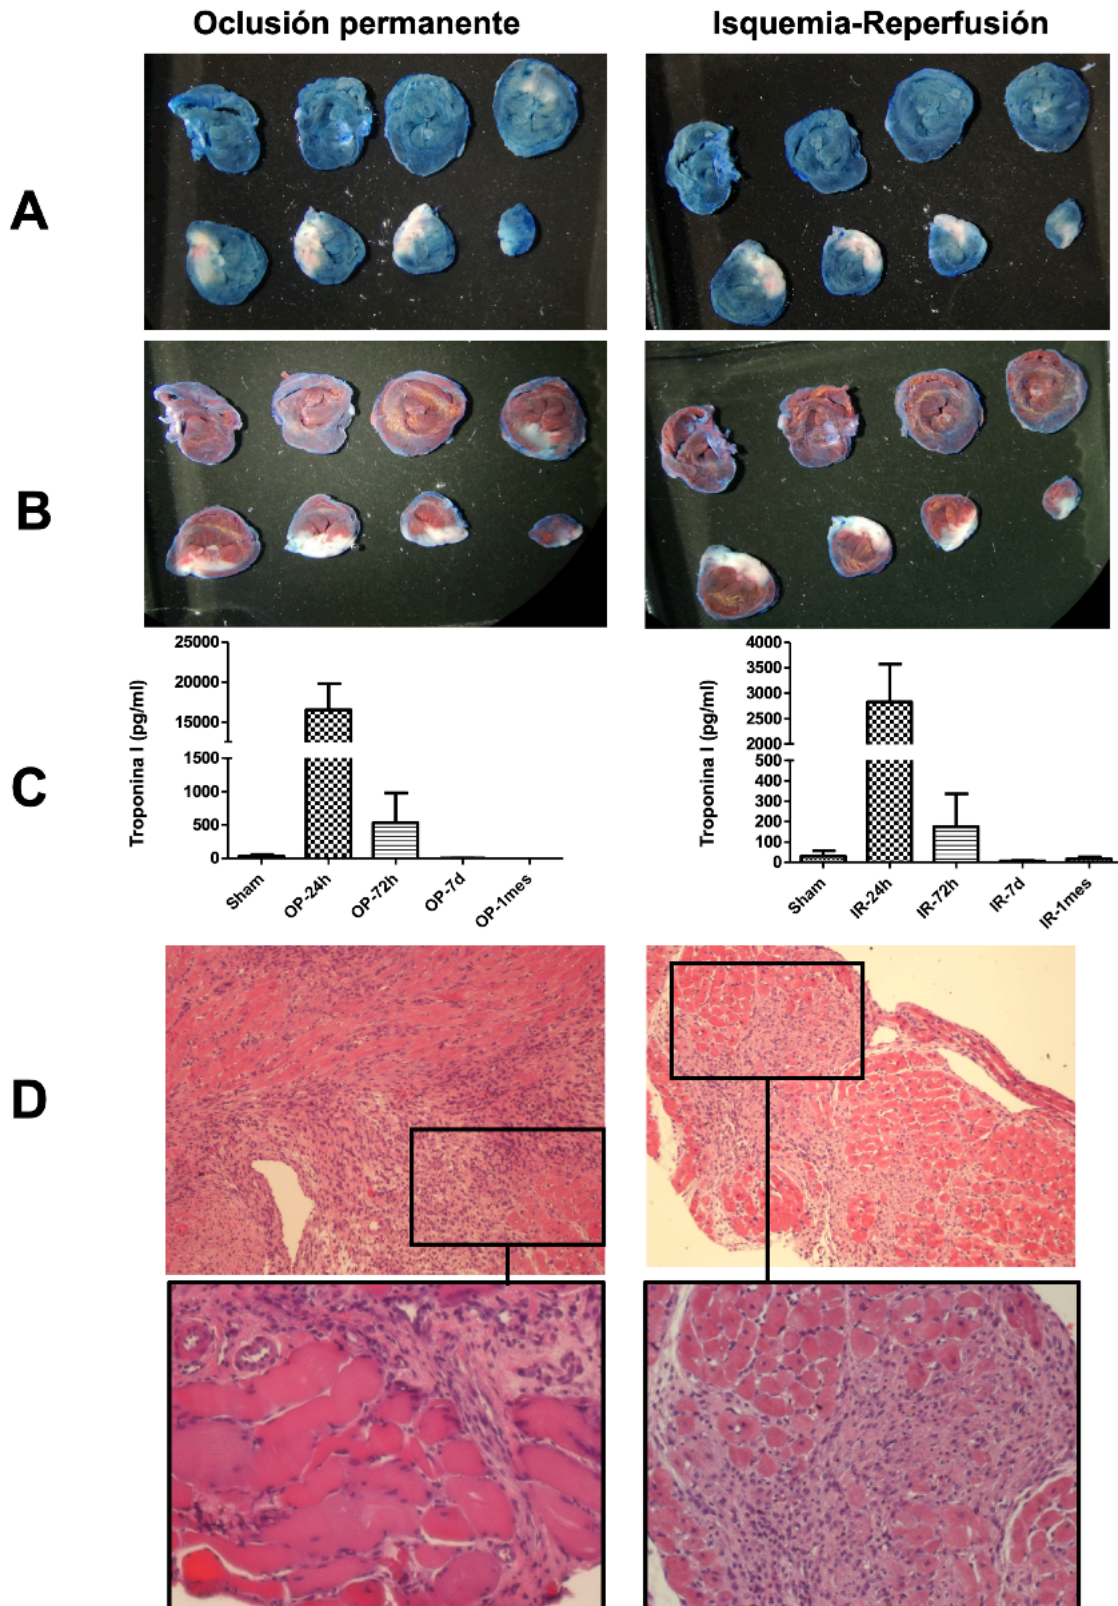 Oclusión permanente
Isquemia-Reperfusión
A
B
C
Troponina I (pg/ml)
25000
20000
15000
1500
1000
500
0
Sham
OP-24h
OP-72h
OP-7d
OP-1mes
Troponina I (pg/ml)
4000
3500
3000
2500
2000
500
400
300
200
100
0
Sham
IR-24h
IR-72h
IR-7d
IR-1mes
D